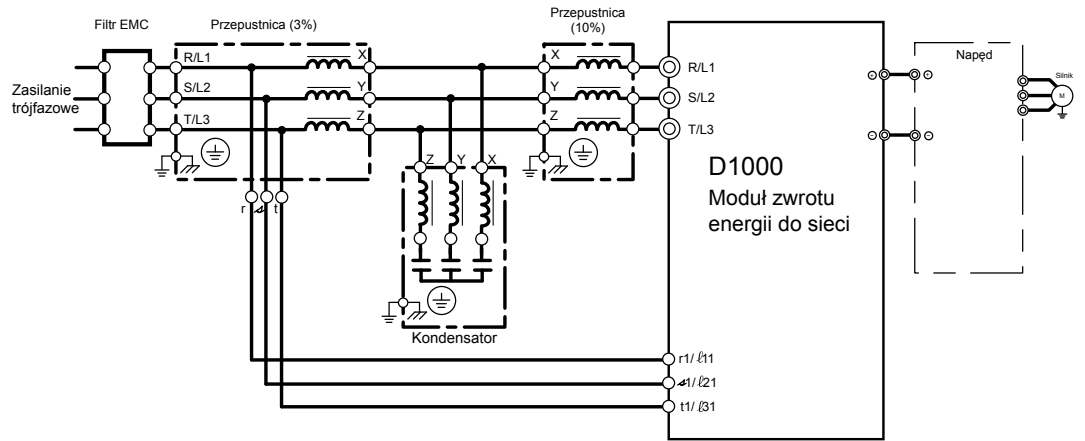 Filtr EMC
Przepustnica (3%)
Przepustnica
(10%)
Napęd
Zasilanie
trójfazowe
R/L1
S/L2
T/L3
X
Y
Z
X
Y
Z
R/L1
S/L2
T/L3
Silnik
M
Z
Y
X
r
s
t
D1000
Moduł zwrotu
energii do sieci
Kondensator
r1/ℓ11
s1/ℓ21
t1/ℓ31